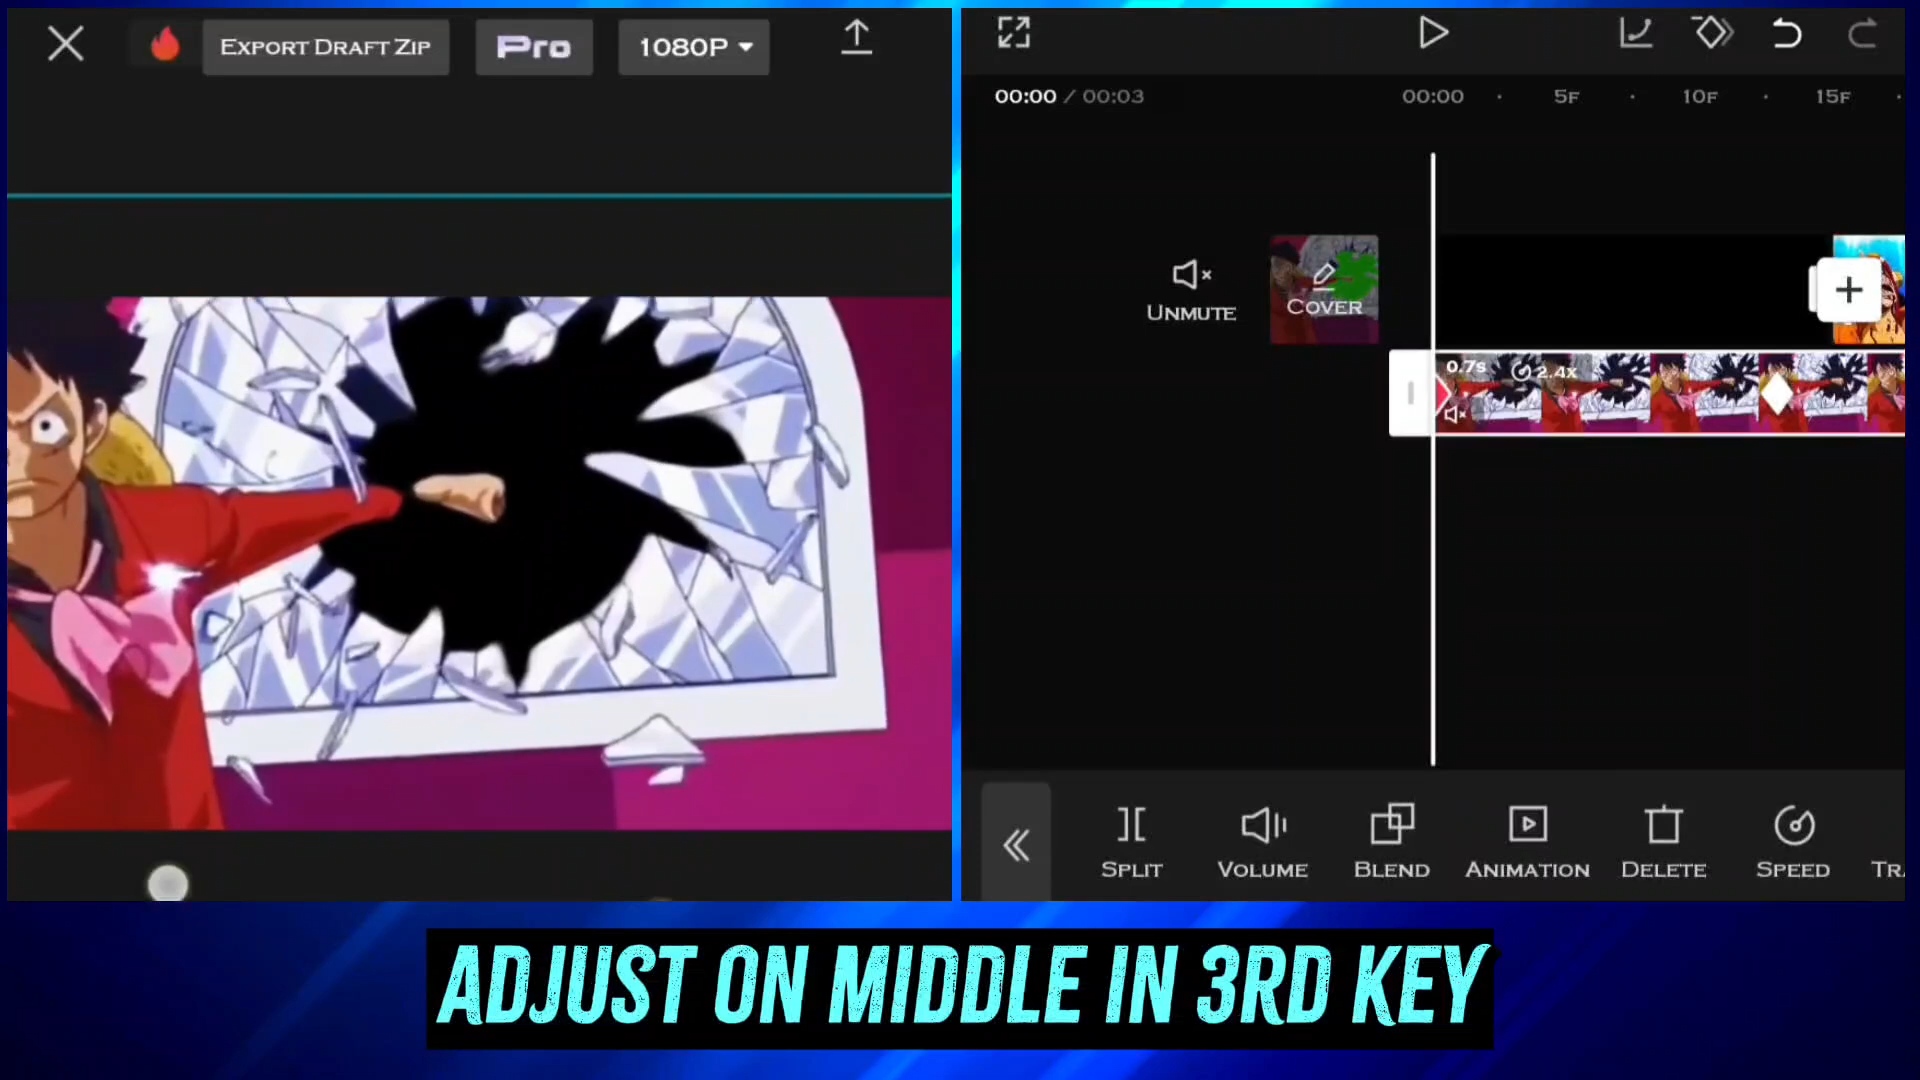 Export Draft Zip
Pro
1080P
00:00 / 00:03
00:00
5F
10F
15F
Unmute
Cover
0.7s
2.4x
Split
Volume
Blend
Animation
Delete
Speed
ADJUST ON MIDDLE IN 3RD KEY